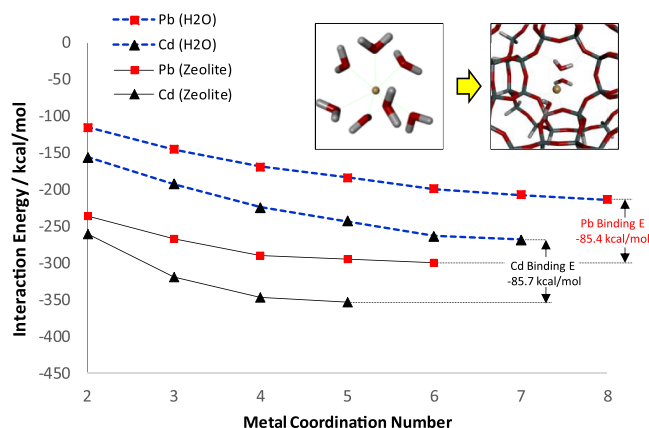 Pb (H2O)
Cd (H2O)
Pb (Zeolite)
Cd (Zeolite)
0
-50
-100
-150
-200
-250
-300
-350
-400
-450
Interaction Energy / kcal/mol
Pb Binding E
-85.4 kcal/mol
Cd Binding E
-85.7 kcal/mol
2 3 4 5 6 7 8
Metal Coordination Number